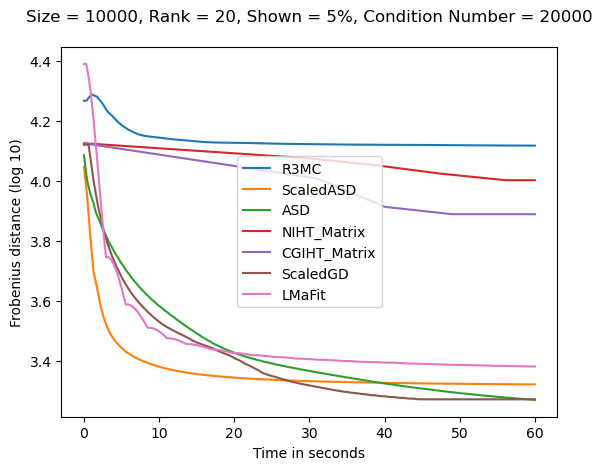 Size = 10000, Rank = 20, Shown = 5%, Condition Number = 20000
4.4
4.2
4.0
3.8
3.6
3.4
Frobenius distance (log 10)
R3MC
ScaledASD
ASD
NIHT_Matrix
CGIHT_Matrix
ScaledGD
LMaFit
0 10 20 30 40 50 60
Time in seconds